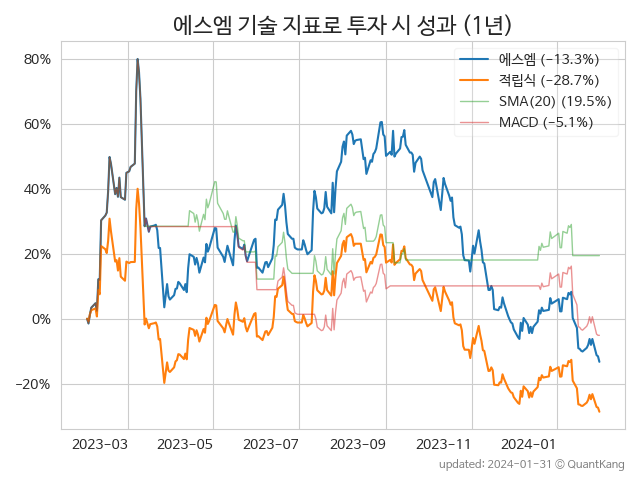 에스엠 기술 지표로 투자 시 성과 (1년)
에스엠 (−13.3%)
적립식 (−28.7%)
SMA(20) (19.5%)
MACD (−5.1%)
80%
60%
40%
20%
0%
−20%
2023−03 2023−05 2023−07 2023−09 2023−11 2024−01
updated: 2024−01−31 © QuantKang